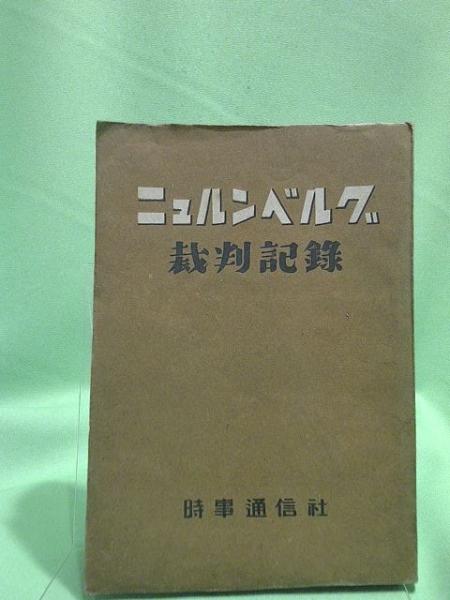 ニュルンベルグ
裁判記錄
時事通信社